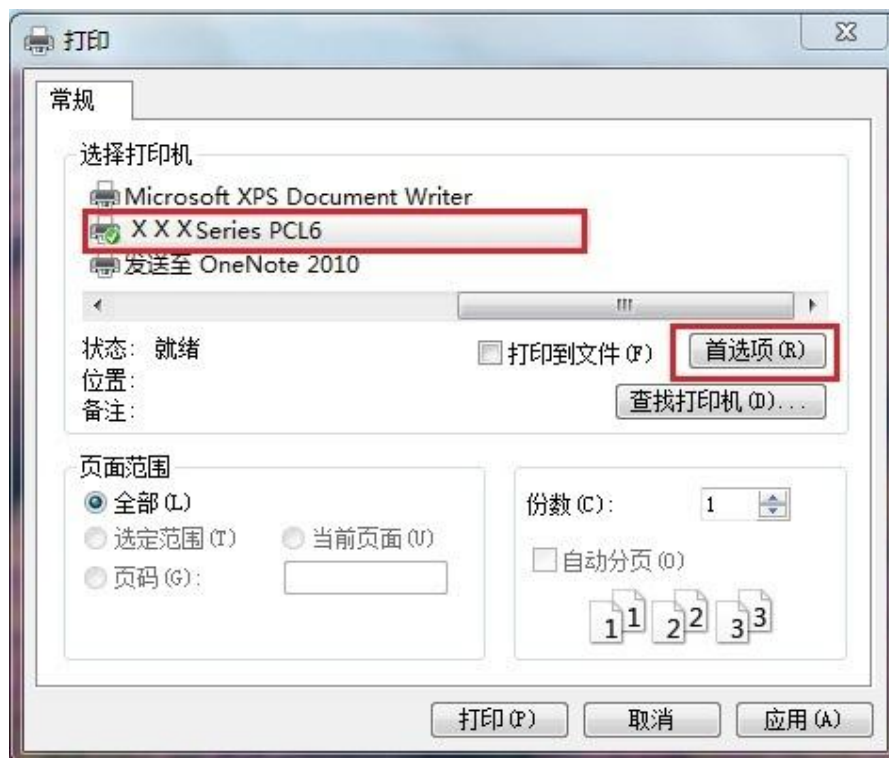 打印
常规
选择打印机
Microsoft XPS Document Writer
X X X Series PCL6
发送至 OneNote 2010
状态: 就绪
打印到文件(F) 首选项(R)
位置:
备注:
查找打印机(D)...
页面范围
全部(L)
选定范围(T) 当前页面(U)
页码(G):
份数(C): 1
自动分页(O)
1 1 2 2 3 3
打印(P) 取消 应用(A)